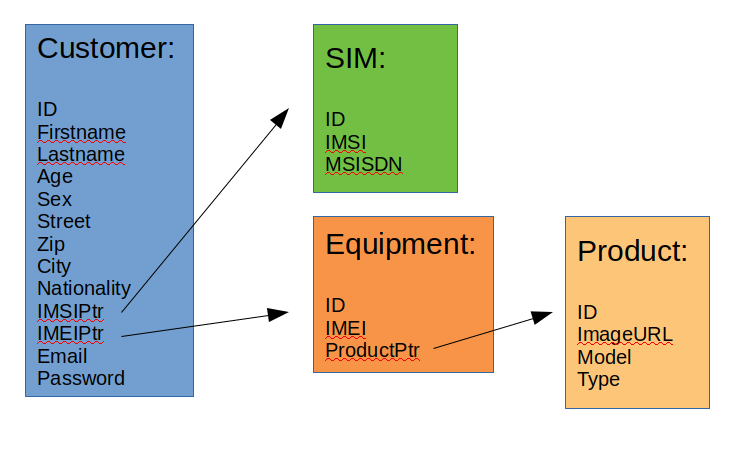 Customer:
ID
Firstname
Lastname
Age
Sex
Street
Zip
City
Nationality
IMSIPtr
IMEIPtr
Email
Password
SIM:
ID
IMSI
MSISDN
Equipment:
ID
IMEI
ProductPtr
Product:
ID
ImageURL
Model
Type